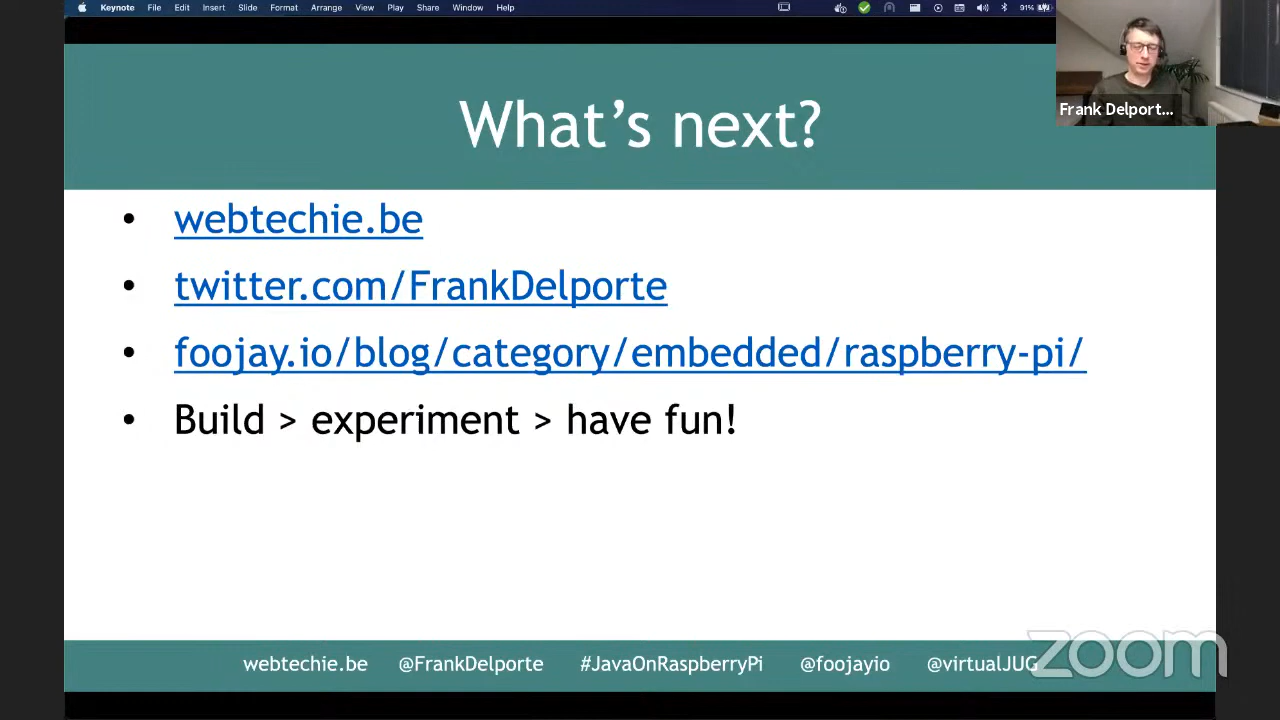 Keynote File Edit Insert Slide Format Arrange View Play Share Window Help 91%
Frank Delport...
What's next?
• webtechie.be
• twitter.com/FrankDelporte
• foojay.io/blog/category/embedded/raspberry-pi/
• Build > experiment > have fun!
webtechie.be @FrankDelporte #JavaOnRaspberryPi @foojayio @virtualJUG
zoom